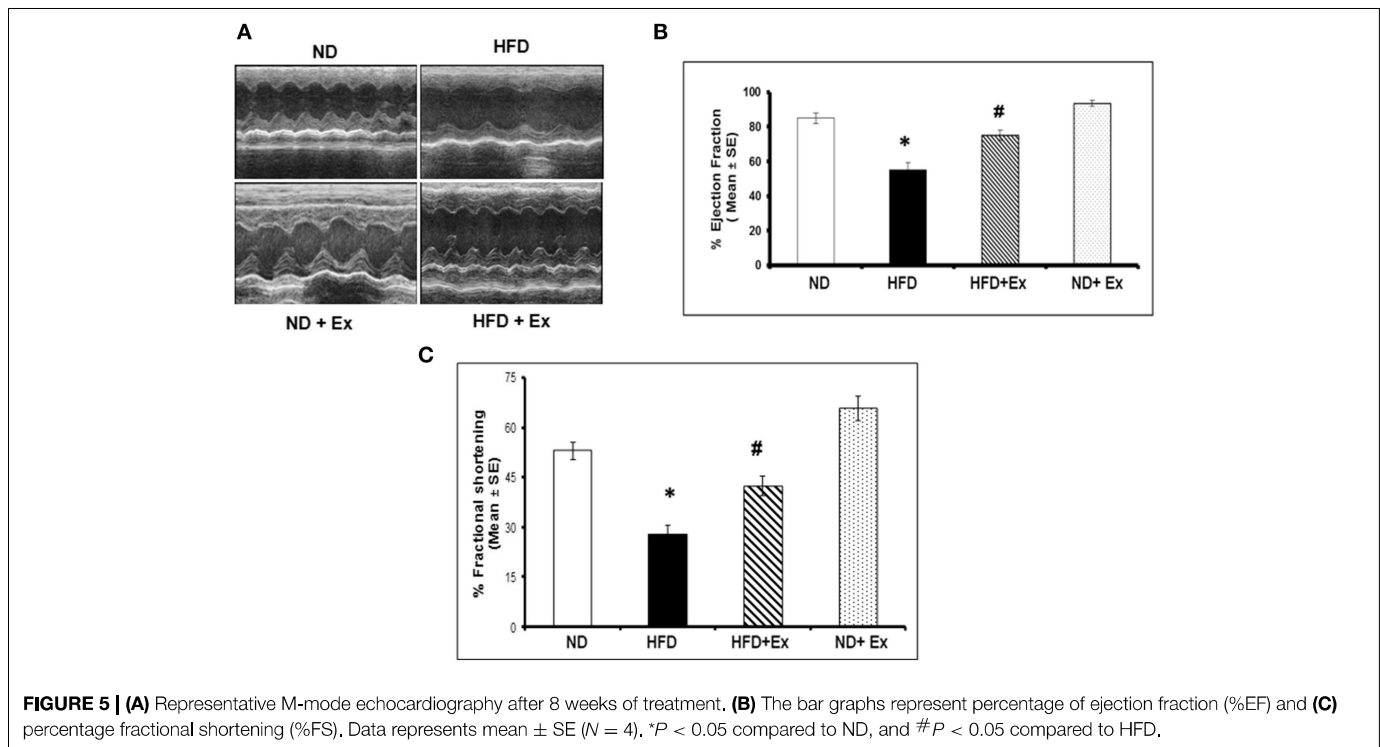 A
ND HFD
ND + Ex HFD + Ex
B
% Ejection Fraction
( Mean ± SE)
100
80
60
40
20
0
*
#
ND HFD HFD+Ex ND+ Ex
C
% Fractional shortening
(Mean ± SE)
75
60
45
30
15
0
*
#
ND HFD HFD+Ex ND+ Ex
FIGURE 5 | (A) Representative M-mode echocardiography after 8 weeks of treatment. (B) The bar graphs represent percentage of ejection fraction (%EF) and (C)
percentage fractional shortening (%FS). Data represents mean ± SE (N = 4). *P < 0.05 compared to ND, and #P < 0.05 compared to HFD.